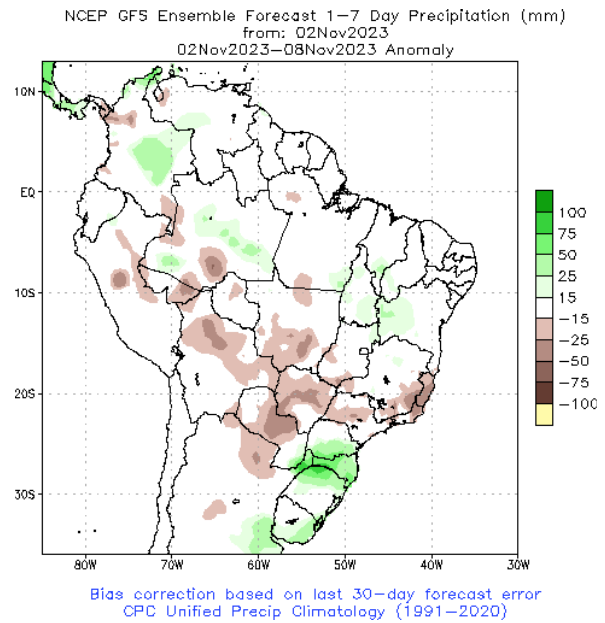 NCEP GFS Ensemble Forecast 1–7 Day Precipitation (mm)
from: 02Nov2023
02Nov2023–08Nov2023 Anomaly
10N
EQ
10S
20S
30S
80W 70W 60W 50W 40W 30W
100
75
50
25
15
−15
−25
−50
−75
−100
Bias correction based on last 30–day forecast error
CPC Unified Precip Climatology (1991–2020)